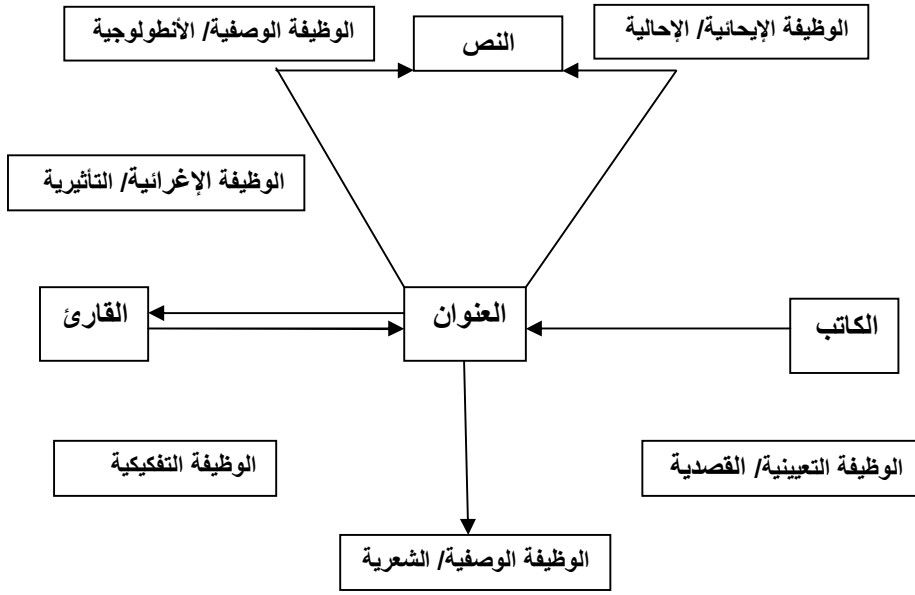 الوظيفة الإيحائية/ الإحالية
النص
الوظيفة الوصفية/ الأنطولوجية
الوظيفة الإغرائية/ التأثيرية
الكاتب
العنوان
القارئ
الوظيفة التعيينية/ القصدية
الوظيفة التفكيكية
الوظيفة الوصفية/ الشعرية